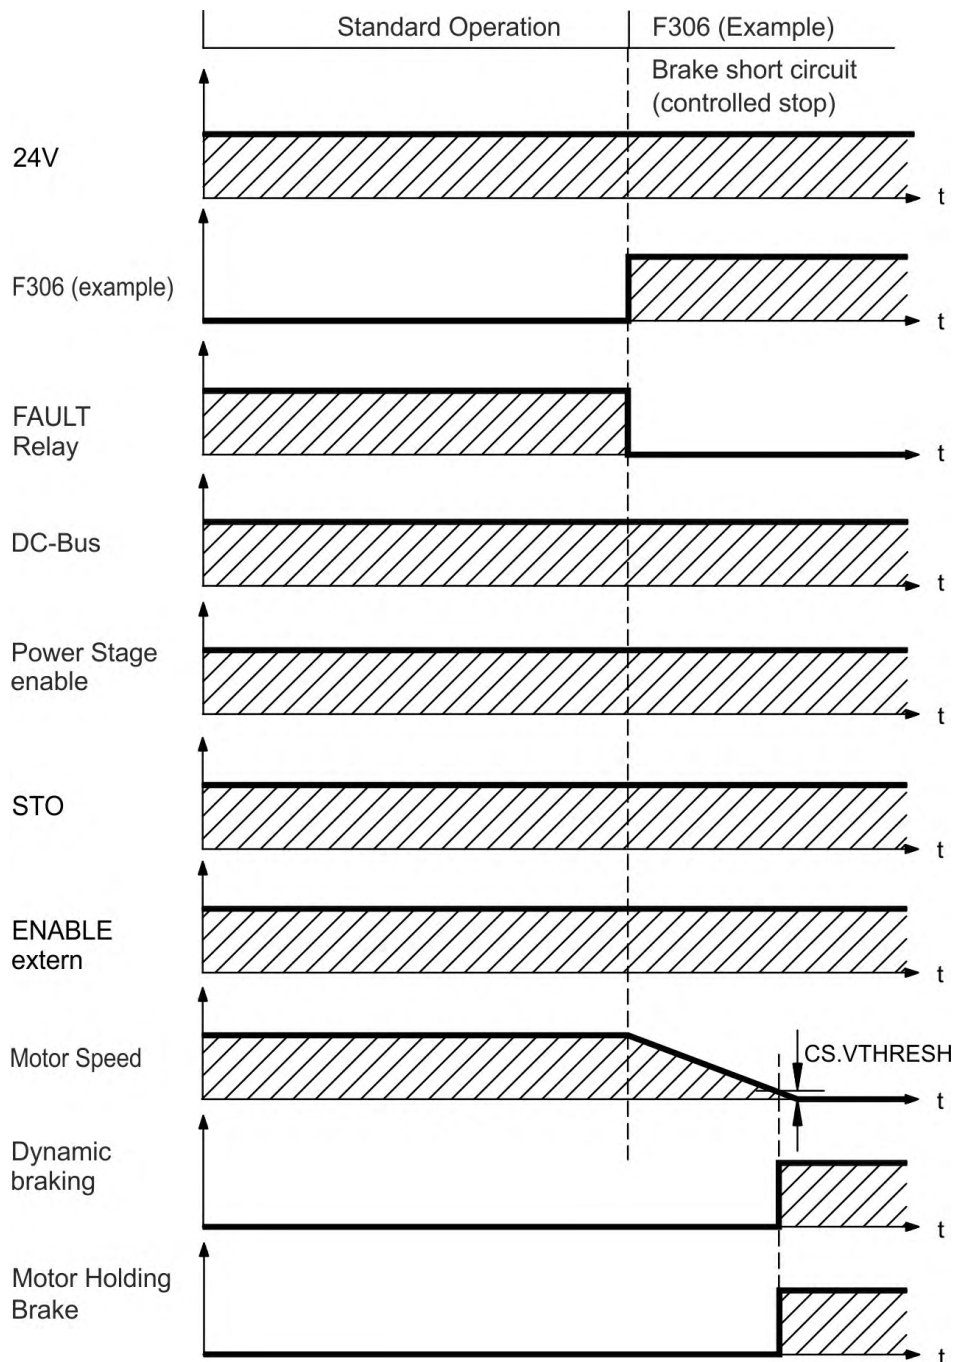 Standard Operation
F306 (Example)
Brake short circuit
(controlled stop)
24V
t
F306 (example)
t
FAULT
Relay
t
DC-Bus
t
Power Stage
enable
t
STO
t
ENABLE
extern
t
Motor Speed
CS.VTHRESH
t
Dynamic
braking
t
Motor Holding
Brake
t